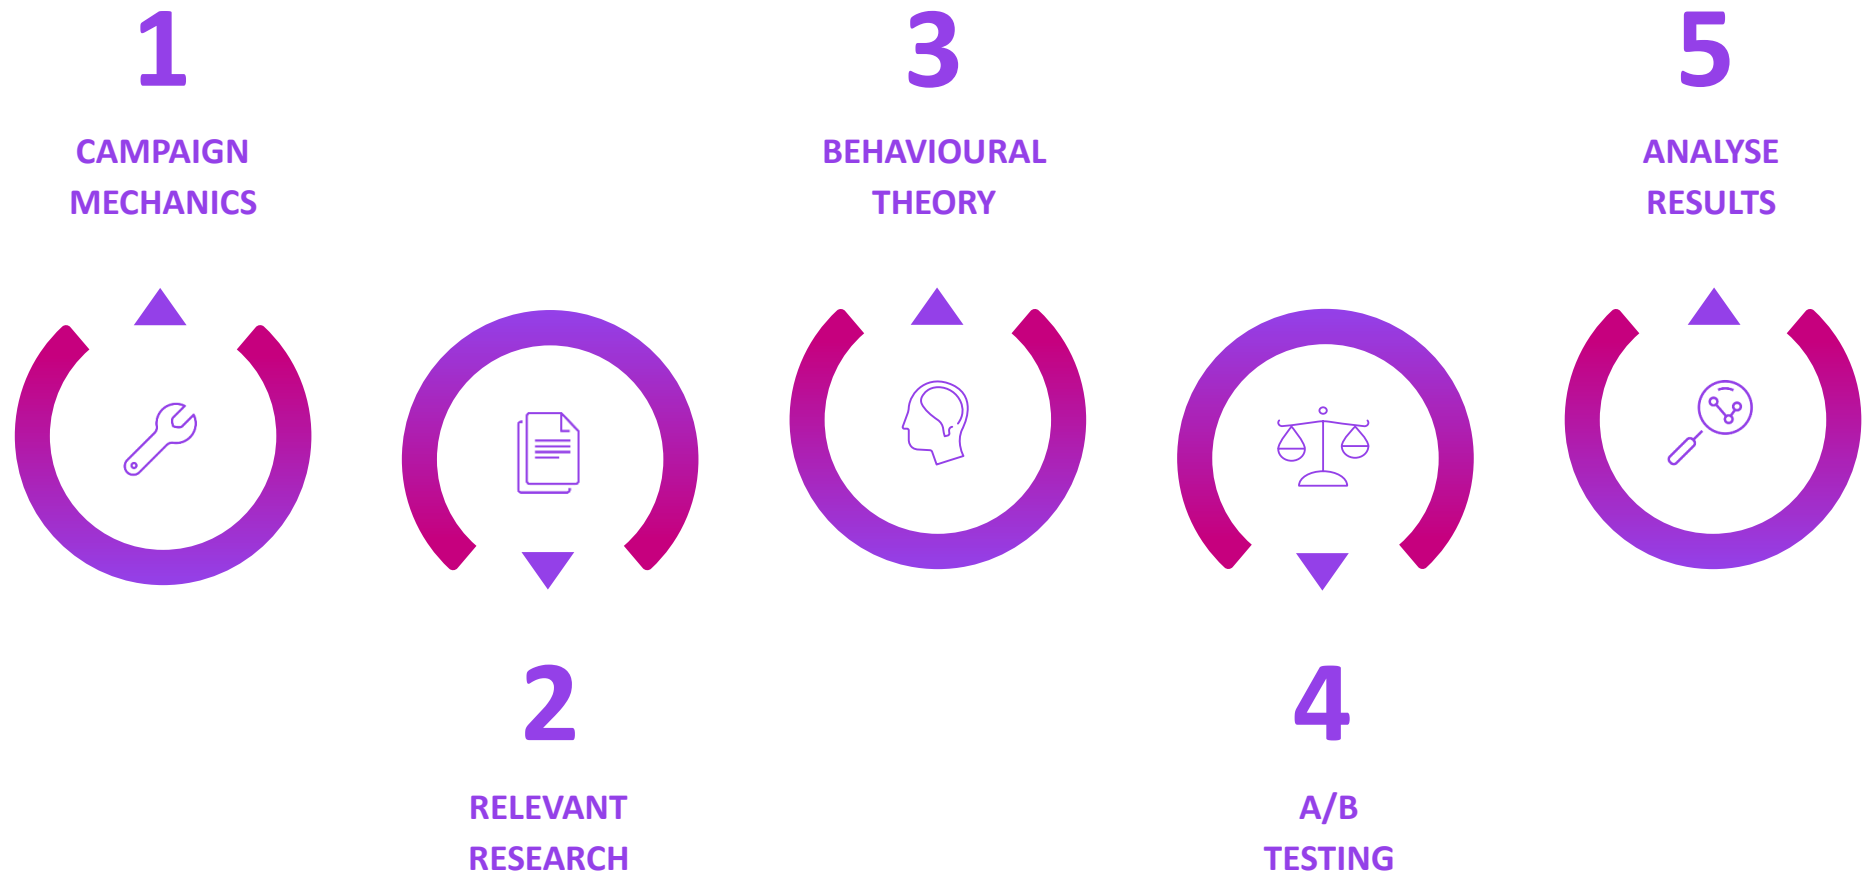 1
CAMPAIGN
MECHANICS
2
RELEVANT
RESEARCH
3
BEHAVIOURAL
THEORY
4
A/B
TESTING
5
ANALYSE
RESULTS